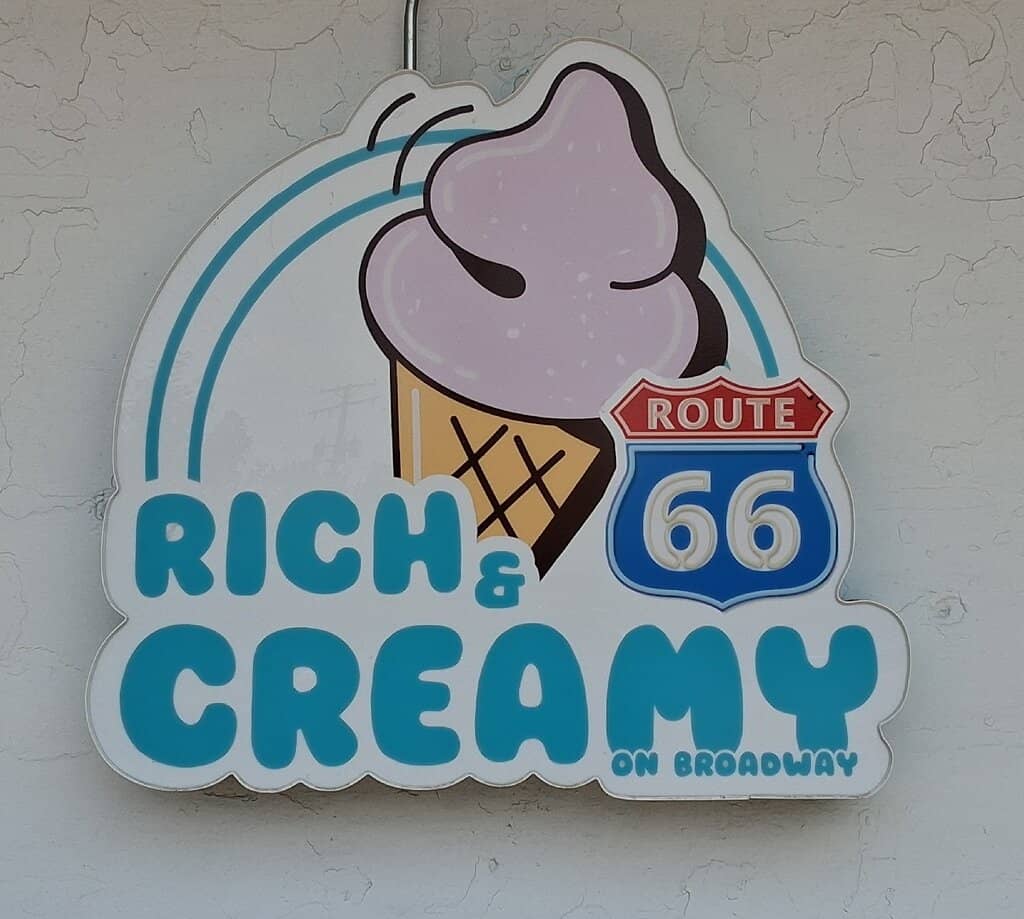 ROUTE
66
RICH &
CREAMY
ON BROADWAY